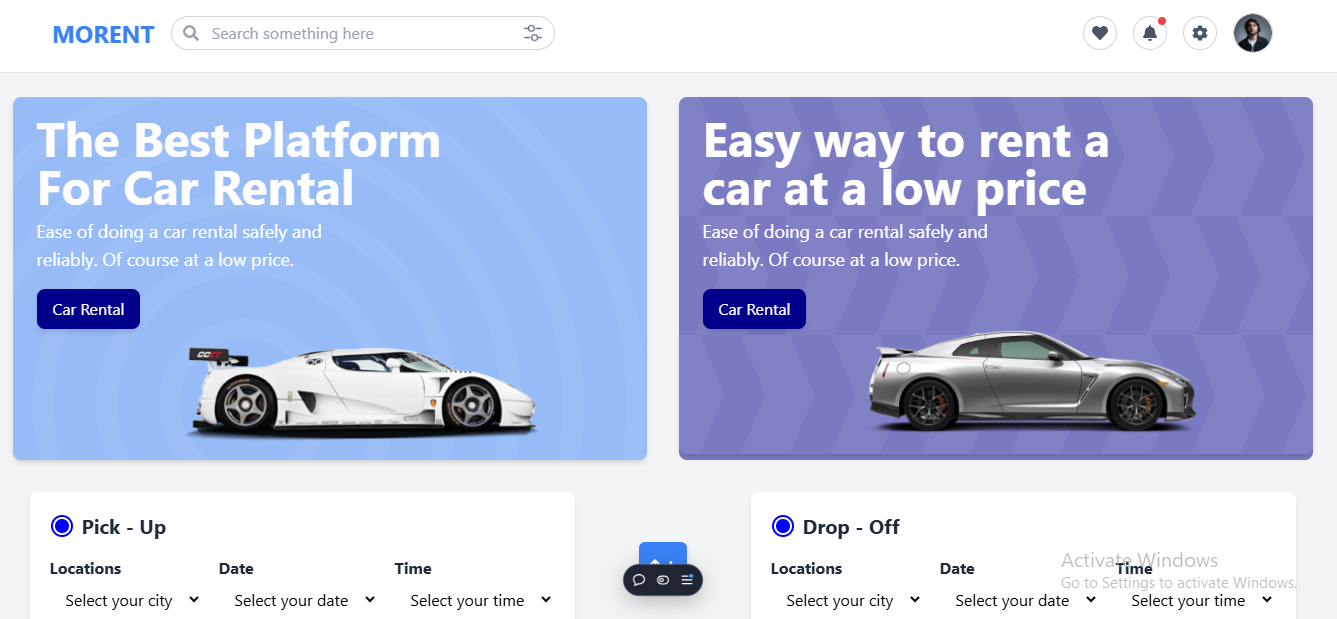 MORENT
Search something here
The Best Platform
For Car Rental
Ease of doing a car rental safely and
reliably. Of course at a low price.
Car Rental
Easy way to rent a
car at a low price
Ease of doing a car rental safely and
reliably. Of course at a low price.
Car Rental
Pick - Up
Locations
Date
Time
Select your city
Select your date
Select your time
Drop - Off
Locations
Date
Time
Select your city
Select your date
Select your time
Activate Windows
Go to Settings to activate Windows.